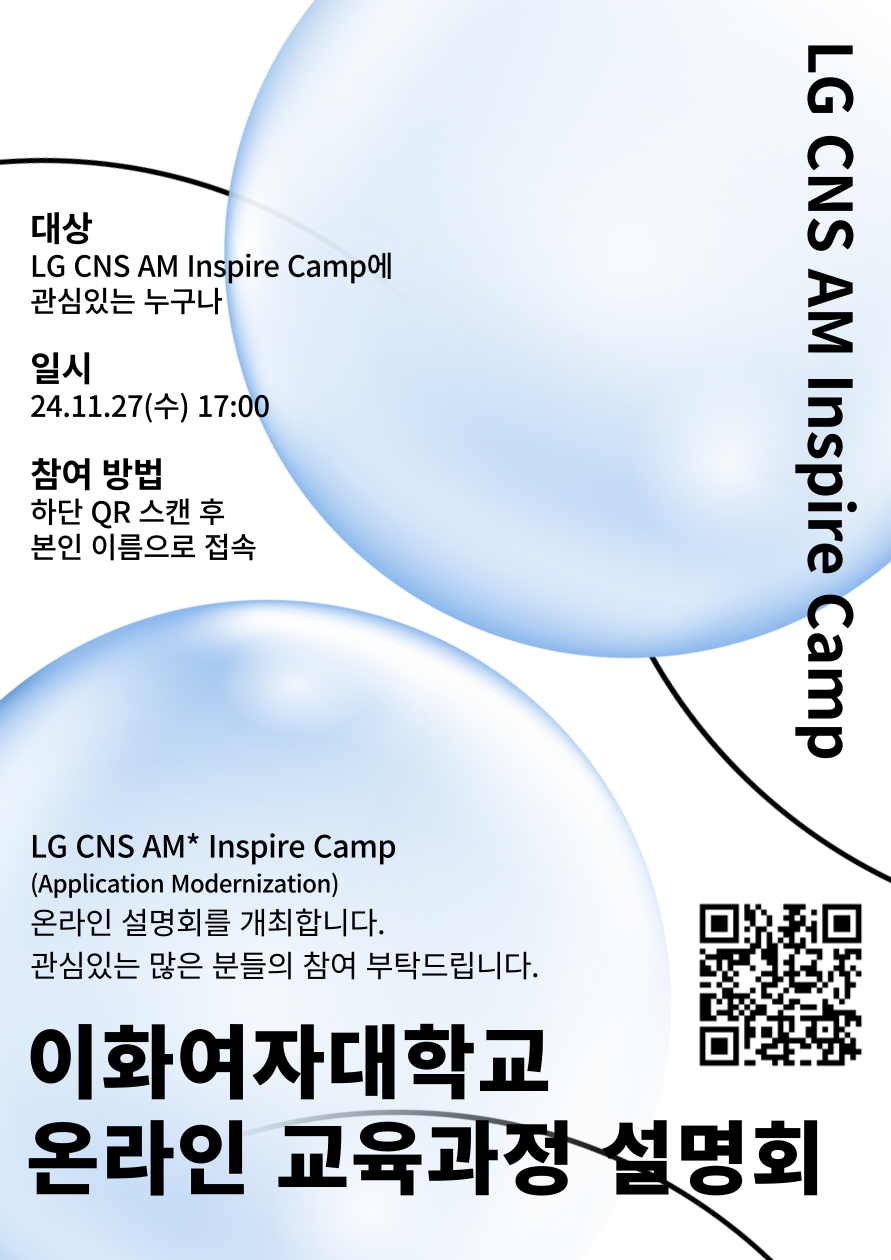 LG CNS AM Inspire Camp
대상
LG CNS AM Inspire Camp에
관심있는 누구나
일시
24.11.27(수) 17:00
참여 방법
하단 QR 스캔 후
본인 이름으로 접속
LG CNS AM* Inspire Camp
(Application Modernization)
온라인 설명회를 개최합니다.
관심있는 많은 분들의 참여 부탁드립니다.
이화여자대학교
온라인 교육과정 설명회